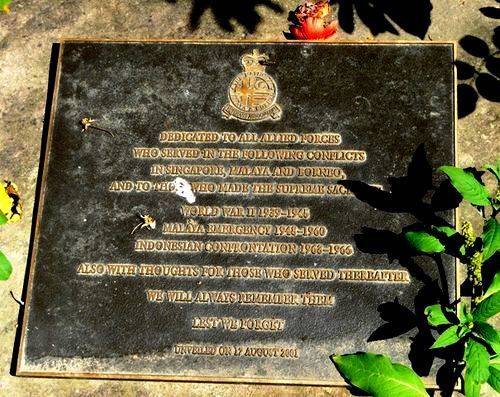 DEDICATED TO ALL ALLIED FORCES
WHO SERVED IN THE FOLLOWING CONFLICTS
IN SINGAPORE, MALAYA AND BORNEO,
AND TO WHO MADE THE SUPREME
WORLD WAR II 1939-1945
MALAYA EMERGENCY 1948-1960
INDONESIAN CONFRONTATION 1962-1966
ALSO WITH THOUGHTS FOR THOSE WHO SERVED THEREAFTER
WE WILL ALWAYS REMEMBER THEM
LEST WE FORGET
UNVEILED ON 17 AUGUST 2001